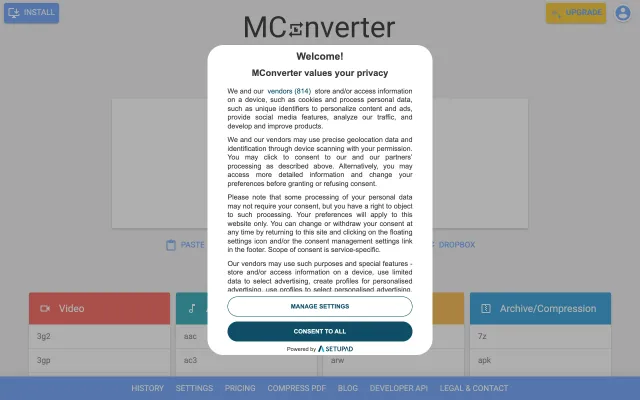 INSTALL
MConverter
UPGRADE
Welcome!
MConverter values your privacy
We and our vendors (814) store and/or access information
on a device, such as cookies and process personal data,
such as unique identifiers to personalize content and ads,
provide social media features, analyze our traffic, and
develop and improve products.
We and our vendors may use precise geolocation data and
identification through device scanning with your permission.
You may click to consent to our and our partners'
processing as described above. Alternatively, you may
access more detailed information and change your
preferences before granting or refusing consent.
Please note that some processing of your personal data
may not require your consent, but you have a right to object
to such processing. Your preferences will apply to this
website only. You can change or withdraw your consent at
any time by returning to this site and clicking on the floating
settings icon and/or the consent management settings link
in the footer. Scope of consent is service-specific.
Our vendors may use such purposes and special features -
store and/or access information on a device, use limited
data to select advertising, create profiles for personalised
advertising, use profiles to select personalised advertising,
PASTE
DROPBOX
MANAGE SETTINGS
CONSENT TO ALL
Powered by SETUPAD
Video
Archive/Compression
3g2
aac
7z
3gp
ac3
arw
apk
HISTORY SETTINGS PRICING COMPRESS PDF BLOG DEVELOPER API LEGAL & CONTACT